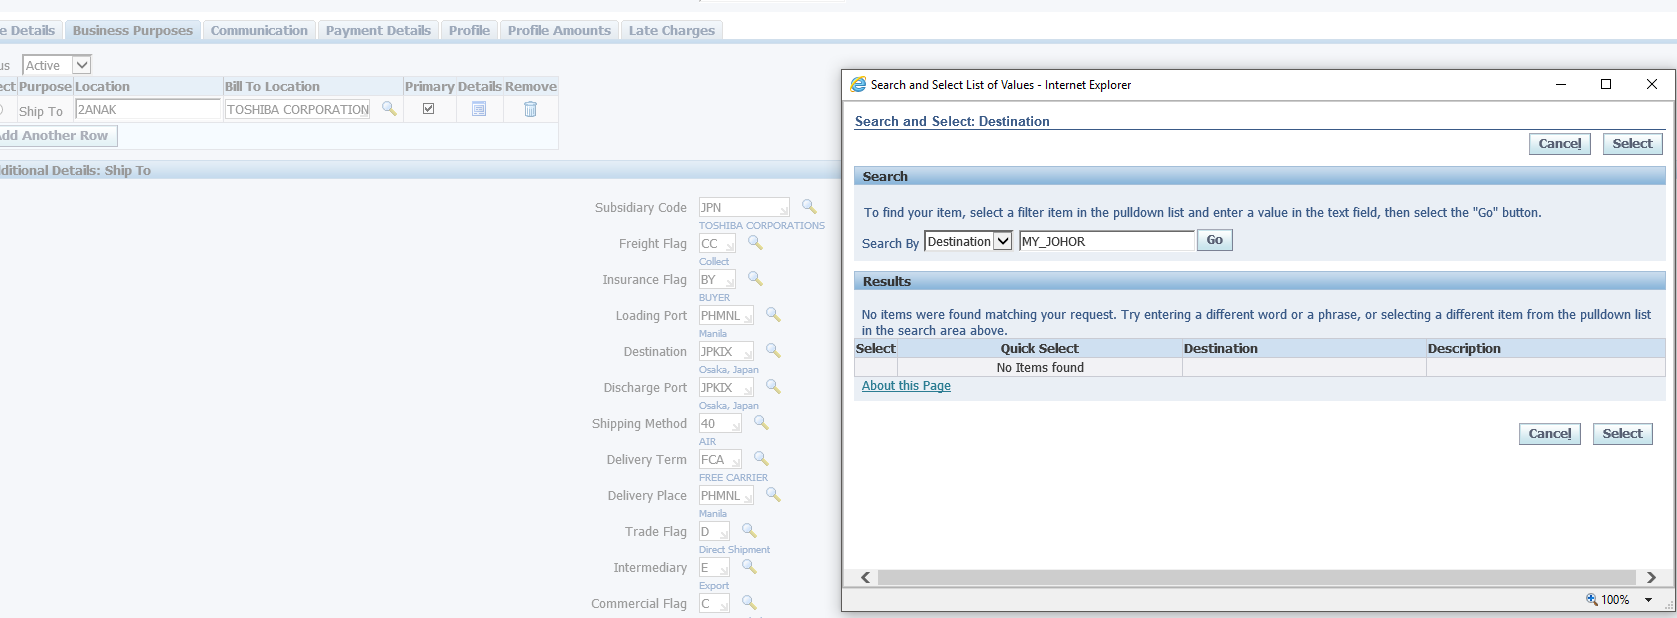 e Details Business Purposes Communication Payment Details Profile Profile Amounts Late Charges
us Active
ect Purpose Location Bill To Location Primary Details Remove
Ship To 2ANAK TOSHIBA CORPORATION
Add Another Row
dditional Details: Ship To
Subsidiary Code JPN
TOSHIBA CORPORATIONS
Freight Flag CC
Collect
Insurance Flag BY
BUYER
Loading Port PHMNL
Manila
Destination JPKIX
Osaka, Japan
Discharge Port JPKIX
Osaka, Japan
Shipping Method 40
AIR
Delivery Term FCA
FREE CARRIER
Delivery Place PHMNL
Manila
Trade Flag D
Direct Shipment
Intermediary E
Export
Commercial Flag C
Search and Select List of Values - Internet Explorer
Search and Select: Destination
Cancel Select
Search
To find your item, select a filter item in the pulldown list and enter a value in the text field, then select the "Go" button.
Search By Destination MY_JOHOR Go
Results
No items were found matching your request. Try entering a different word or a phrase, or selecting a different item from the pulldown list
in the search area above.
Select Quick Select Destination Description
No Items found
About this Page
Cancel Select
100%